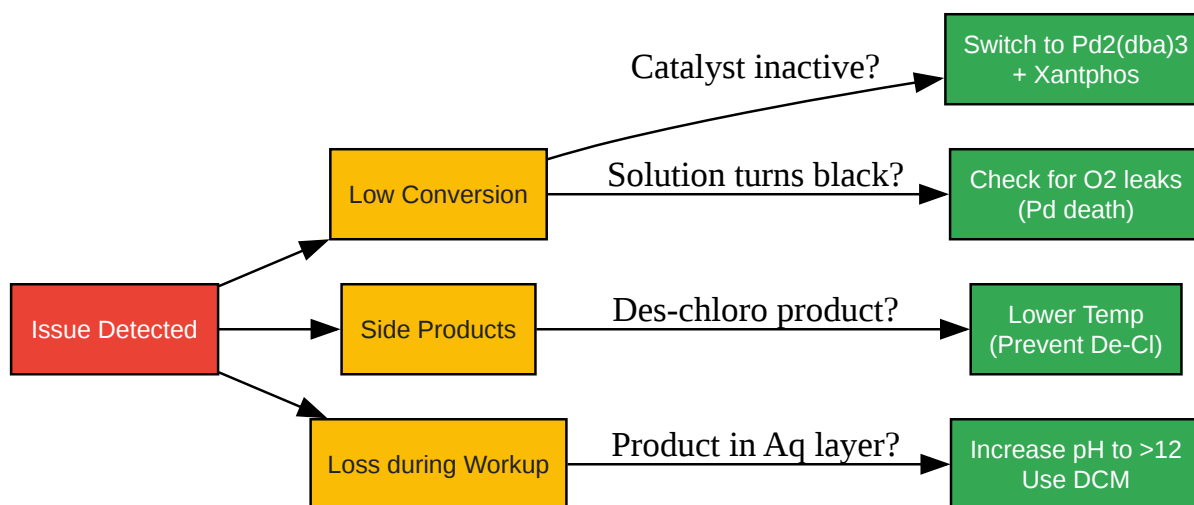 Switch to Pd2(dba)3
+ Xantphos
Catalyst inactive?
Low Conversion
Solution turns black?
Check for O2 leaks
(Pd death)
Issue Detected
Side Products
Des-chloro product?
Lower Temp
(Prevent De-Cl)
Loss during Workup
Product in Aq layer?
Increase pH to >12
Use DCM